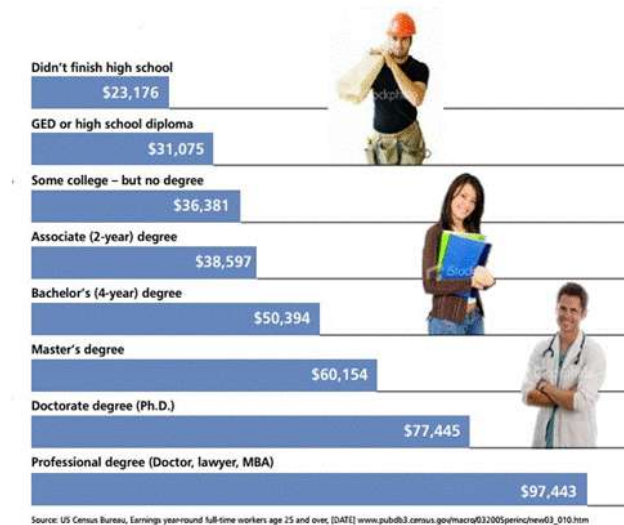 Didn't finish high school
$23,176
GED or high school diploma
$31,075
Some college – but no degree
$36,381
Associate (2-year) degree
$38,597
Bachelor's (4-year) degree
$50,394
Master's degree
$60,154
Doctorate degree (Ph.D.)
$77,445
Professional degree (Doctor, lawyer, MBA)
$97,443
Source: US Census Bureau, Earnings year-round full-time workers age 25 and over, [DATE] www.pubdb3.census.gov/macro/032005perinc/new03_010.htm